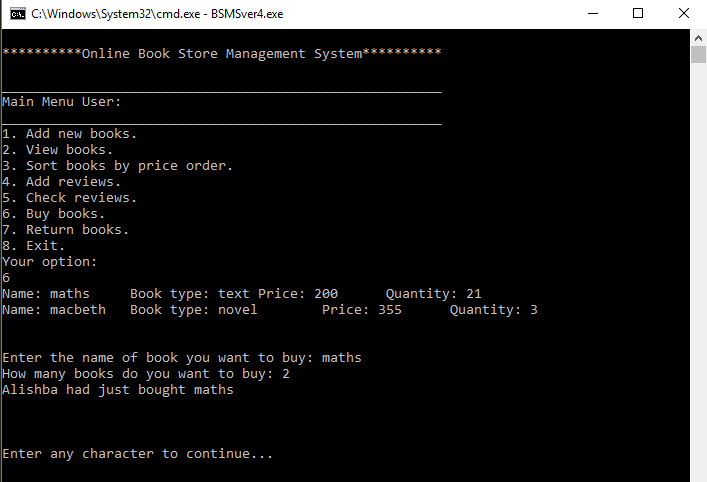 C:\Windows\System32\cmd.exe - BSMSver4.exe
**********Online Book Store Management System**********
_______________________________________________________
Main Menu User:
_______________________________________________________
1. Add new books.
2. View books.
3. Sort books by price order.
4. Add reviews.
5. Check reviews.
6. Buy books.
7. Return books.
8. Exit.
Your option:
6
Name: maths     Book type: text Price: 200      Quantity: 21
Name: macbeth   Book type: novel        Price: 355      Quantity: 3
Enter the name of book you want to buy: maths
How many books do you want to buy: 2
Alishba had just bought maths
Enter any character to continue...